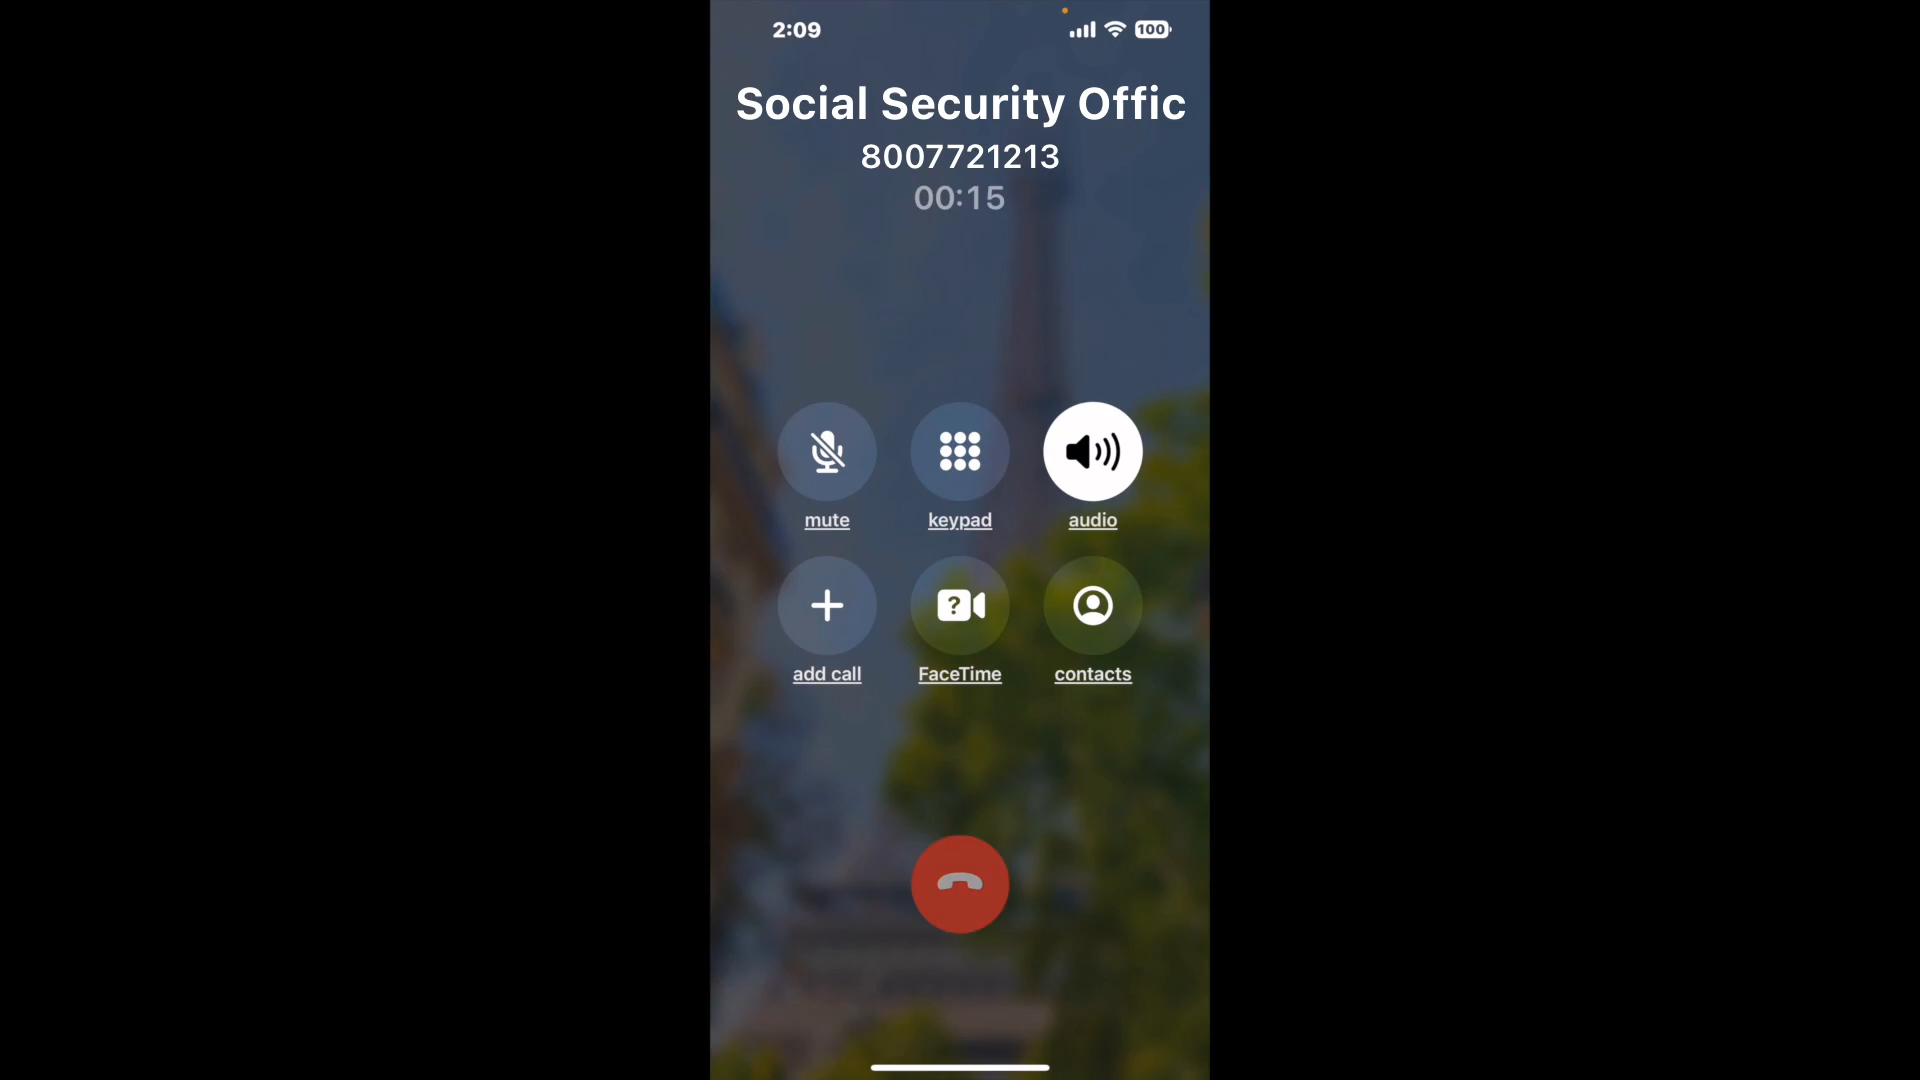 2:09
100
Social Security Offic
8007721213
00:15
mute
keypad
audio
?
add call
FaceTime
contacts